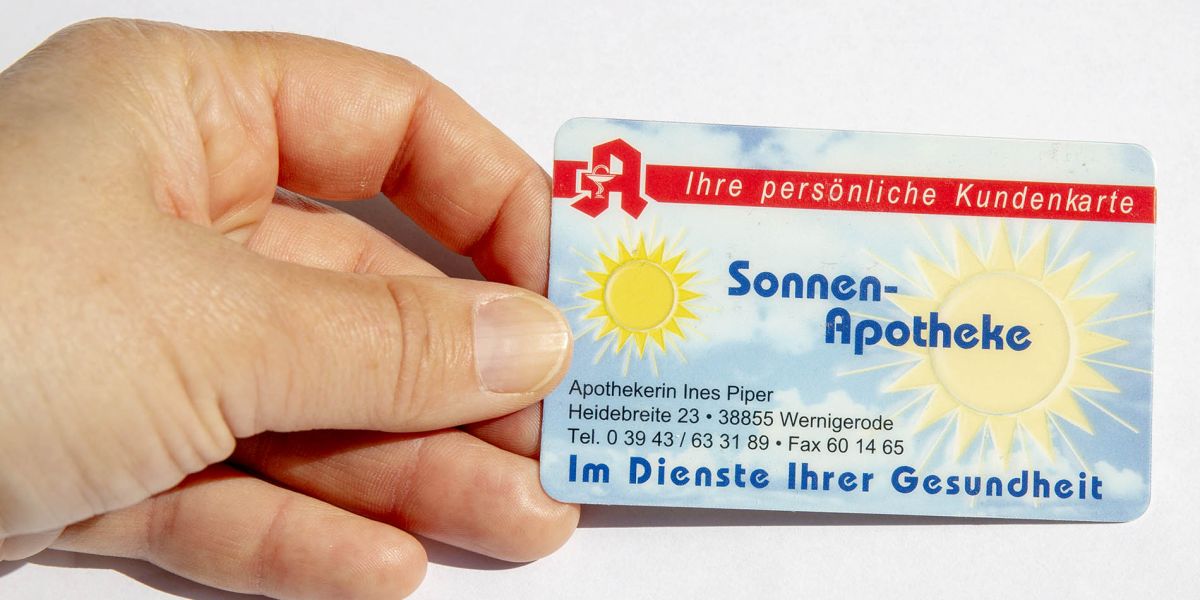 Ihre persönliche Kundenkarte
Sonnen-
Apotheke
Apothekerin Ines Piper
Heidebreite 23 • 38855 Wernigerode
Tel. 0 39 43 / 63 31 89 • Fax 60 14 65
Im Dienste Ihrer Gesundheit